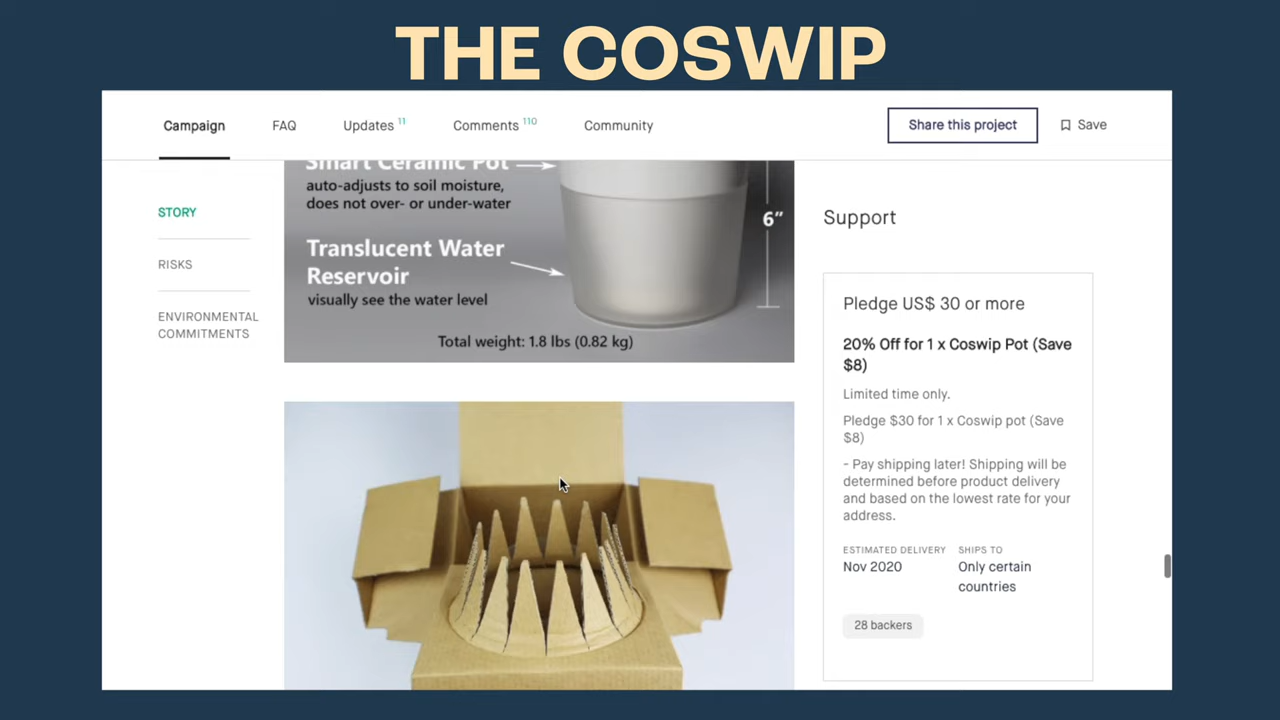 THE COSWIP
Campaign
FAQ
Updates 11
Comments 110
Community
Share this project
Save
STORY
RISKS
ENVIRONMENTAL
COMMITMENTS
Smart Ceramic Pot
auto-adjusts to soil moisture,
does not over- or under-water
6”
Translucent Water
Reservoir
visually see the water level
Total weight: 1.8 lbs (0.82 kg)
Support
Pledge US$ 30 or more
20% Off for 1 x Coswip Pot (Save
$8)
Limited time only.
Pledge $30 for 1 x Coswip pot (Save
$8)
- Pay shipping later! Shipping will be
determined before product delivery
and based on the lowest rate for your
address.
ESTIMATED DELIVERY
Nov 2020
SHIPS TO
Only certain
countries
28 backers